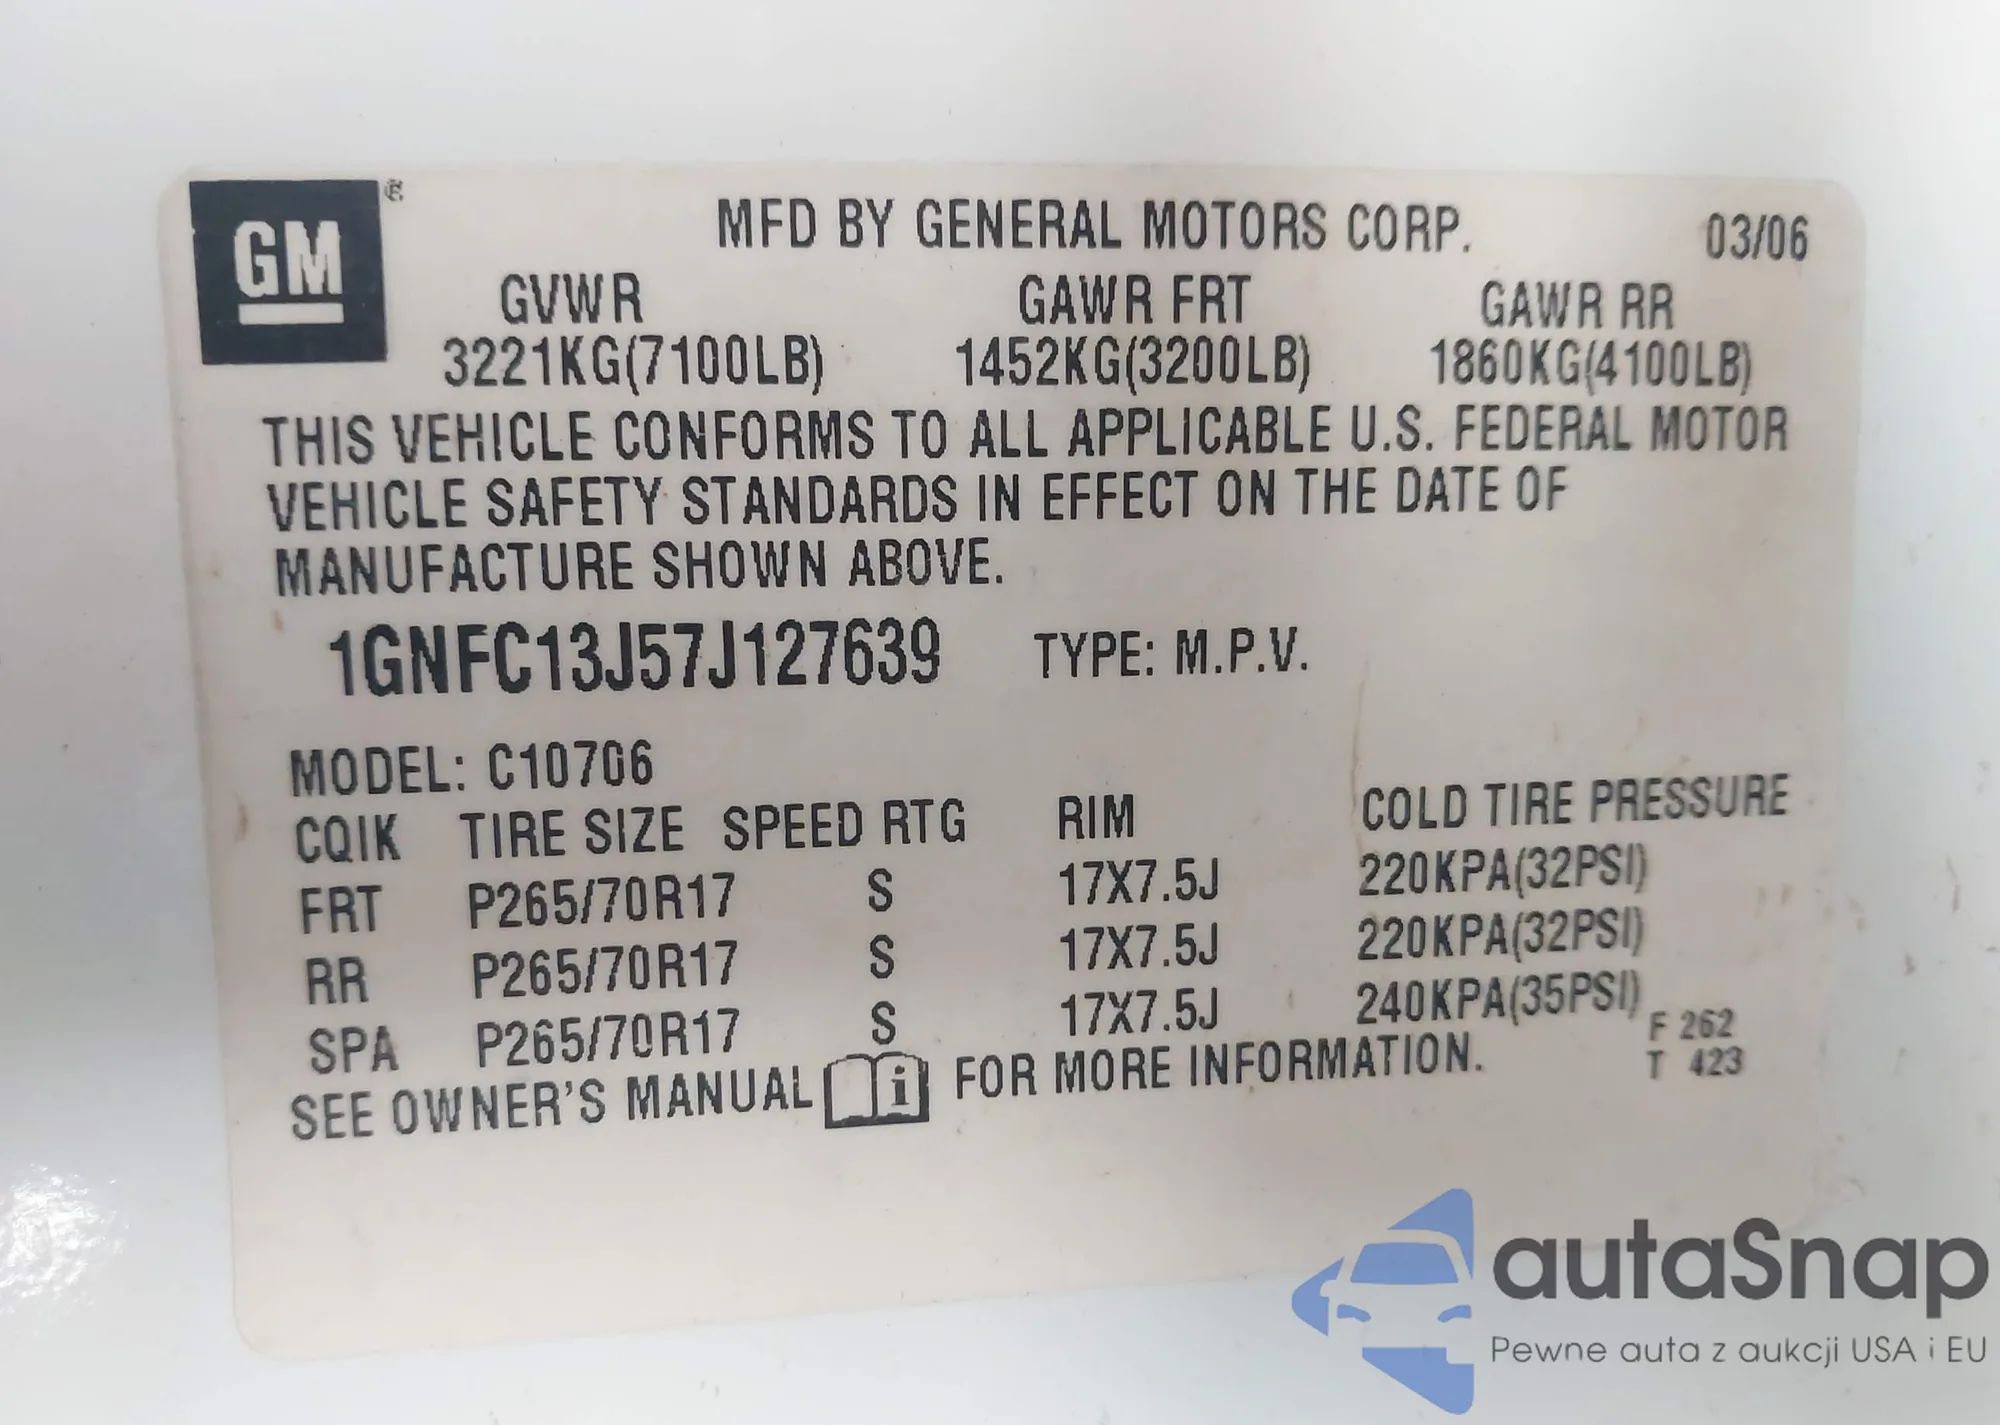 GM ®
MFD BY GENERAL MOTORS CORP. 03/06
GVWR GAWR FRT GAWR RR
3221KG(7100LB) 1452KG(3200LB) 1860KG(4100LB)
THIS VEHICLE CONFORMS TO ALL APPLICABLE U.S. FEDERAL MOTOR
VEHICLE SAFETY STANDARDS IN EFFECT ON THE DATE OF
MANUFACTURE SHOWN ABOVE.
1GNFC13J57J127639 TYPE: M.P.V.
MODEL: C10706
CQIK TIRE SIZE SPEED RTG RIM COLD TIRE PRESSURE
FRT P265/70R17 S 17X7.5J 220KPA(32PSI)
RR P265/70R17 S 17X7.5J 220KPA(32PSI)
SPA P265/70R17 S 17X7.5J 240KPA(35PSI)
F 262
T 423
SEE OWNER'S MANUAL i FOR MORE INFORMATION.
autaSnap
Pewne auta z aukcji USA i EU